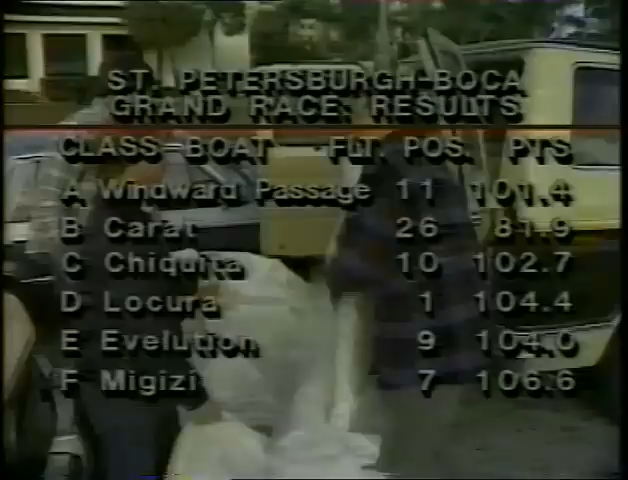 ST. PETERSBURGH-BOCA
GRAND RACE: RESULTS
CLASS-BOAT FLT. POS. PTS.
A Windward Passage 11 101.4
B Carat 26 81.9
C Chiquita 10 102.7
D Locura 1 104.4
E Evelution 9 104.0
F Migizi 7 106.6